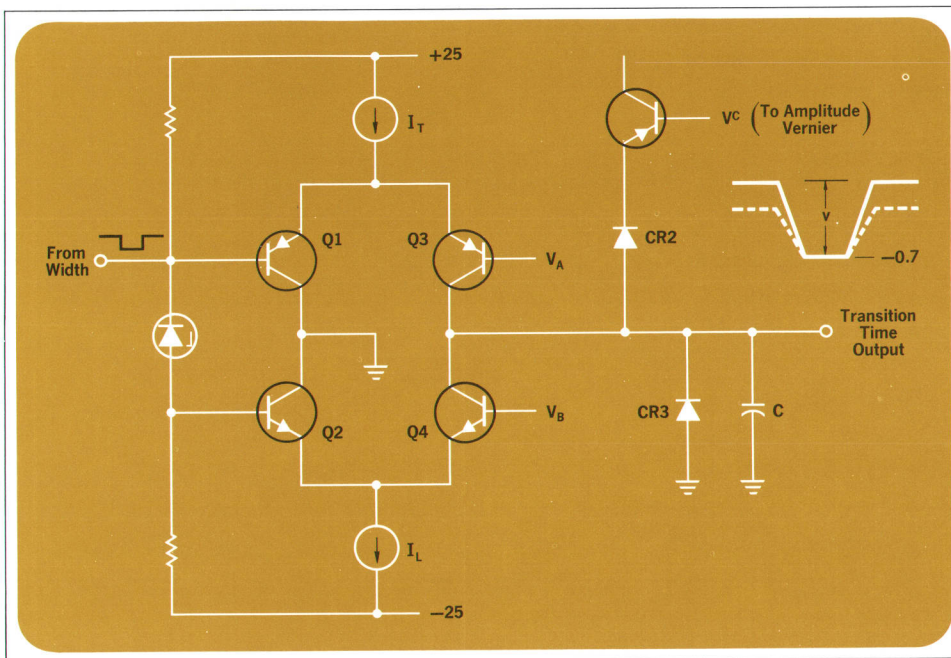 +25
I_T
V^C (To Amplitude
Vernier)
From
Width
Q1
Q3
V_A
CR2
V
−0.7
Transition
Time
Output
Q2
Q4
V_B
CR3
C
I_L
−25